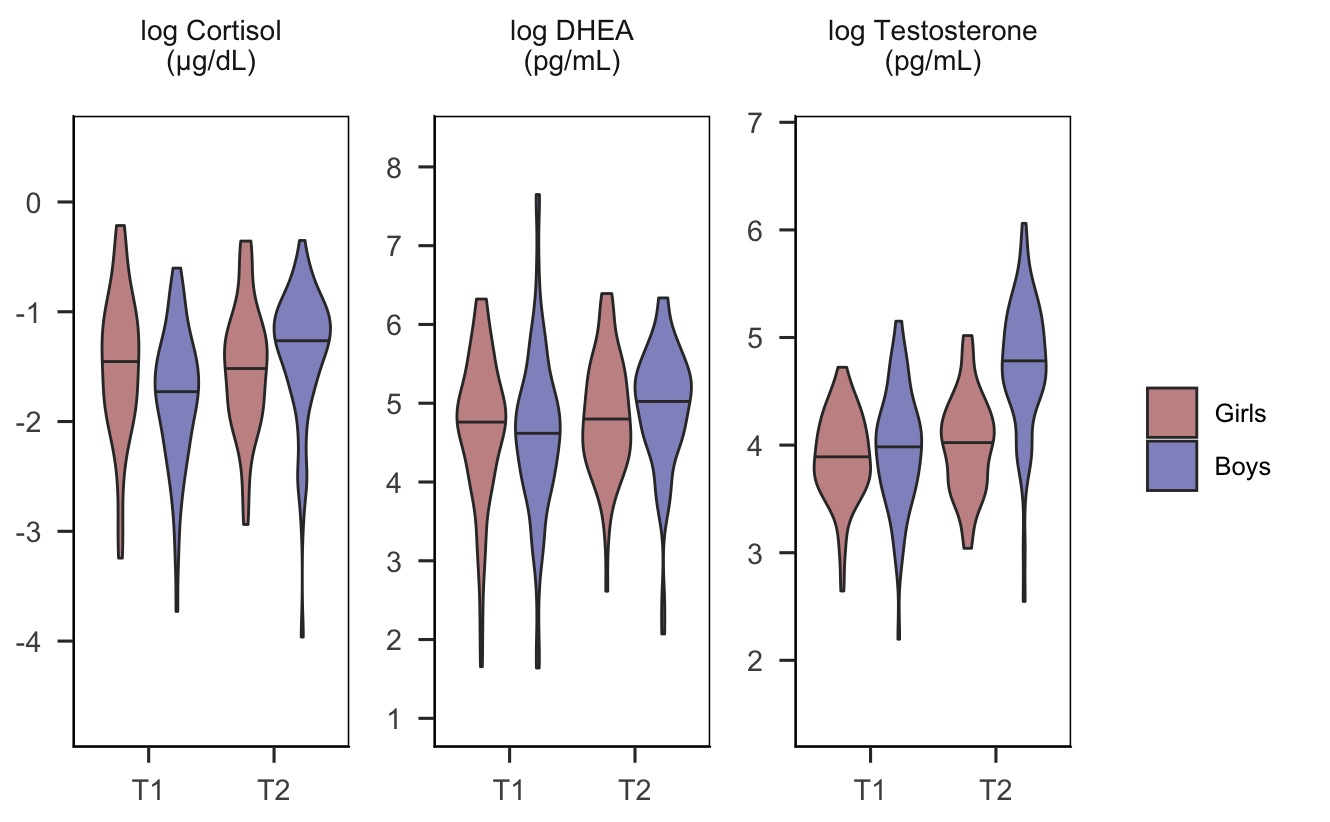 log Cortisol
(µg/dL)
0
-1
-2
-3
-4
T1
T2
log DHEA
(pg/mL)
8
7
6
5
4
3
2
1
T1
T2
log Testosterone
(pg/mL)
7
6
5
4
3
2
T1
T2
Girls
Boys